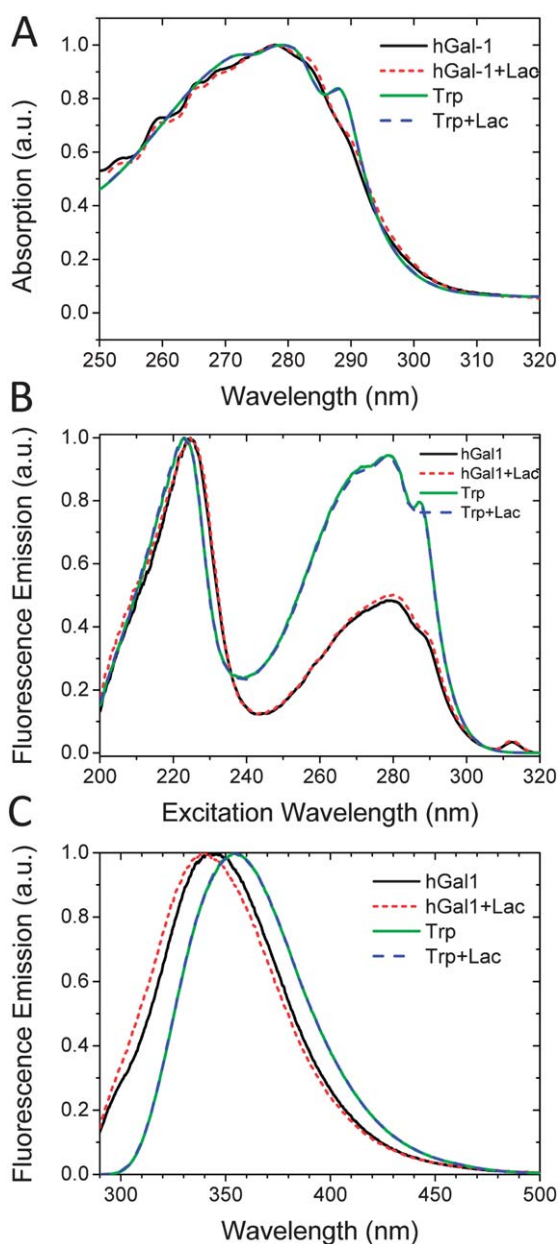 A
Absorption (a.u.)
1.0
0.8
0.6
0.4
0.2
0.0
hGal-1
hGal-1+Lac
Trp
Trp+Lac
250 260 270 280 290 300 310 320
Wavelength (nm)
B
Fluorescence Emission (a.u.)
1.0
0.8
0.6
0.4
0.2
0.0
hGal1
hGal1+Lac
Trp
Trp+Lac
200 220 240 260 280 300 320
Excitation Wavelength (nm)
C
Fluorescence Emission (a.u.)
1.0
0.8
0.6
0.4
0.2
0.0
hGal1
hGal1+Lac
Trp
Trp+Lac
300 350 400 450 500
Wavelength (nm)